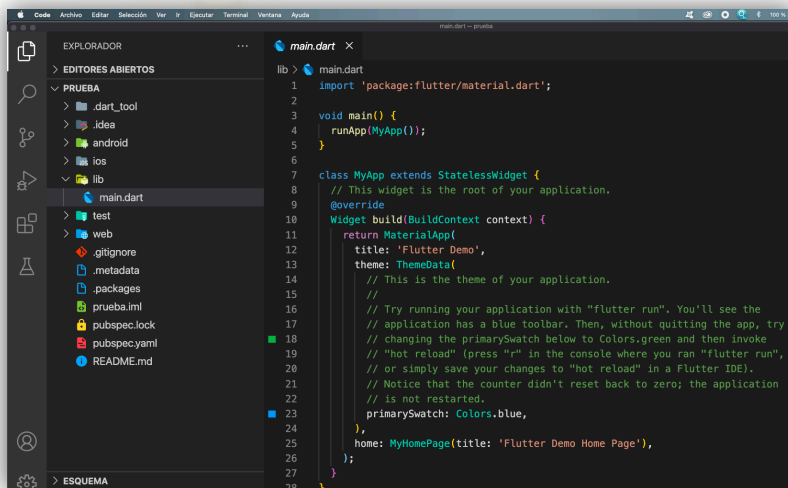 Code Archivo Editar Selección Ver Ir Ejecutar Terminal Ventana Ayuda 100 %
main.dart — prueba
EXPLORADOR ···
EDITORES ABIERTOS
PRUEBA
.dart_tool
.idea
android
ios
lib
main.dart
test
web
.gitignore
.metadata
.packages
prueba.iml
pubspec.lock
pubspec.yaml
README.md
ESQUEMA
main.dart ×
lib > main.dart
1 import 'package:flutter/material.dart';
2
3 void main() {
4 runApp(MyApp());
5 }
6
7 class MyApp extends StatelessWidget {
8 // This widget is the root of your application.
9 @override
10 Widget build(BuildContext context) {
11 return MaterialApp(
12 title: 'Flutter Demo',
13 theme: ThemeData(
14 // This is the theme of your application.
15 //
16 // Try running your application with "flutter run". You'll see the
17 // application has a blue toolbar. Then, without quitting the app, try
18 // changing the primarySwatch below to Colors.green and then invoke
19 // "hot reload" (press "r" in the console where you ran "flutter run",
20 // or simply save your changes to "hot reload" in a Flutter IDE).
21 // Notice that the counter didn't reset back to zero; the application
22 // is not restarted.
23 primarySwatch: Colors.blue,
24 ),
25 home: MyHomePage(title: 'Flutter Demo Home Page'),
26 );
27 }
28 }